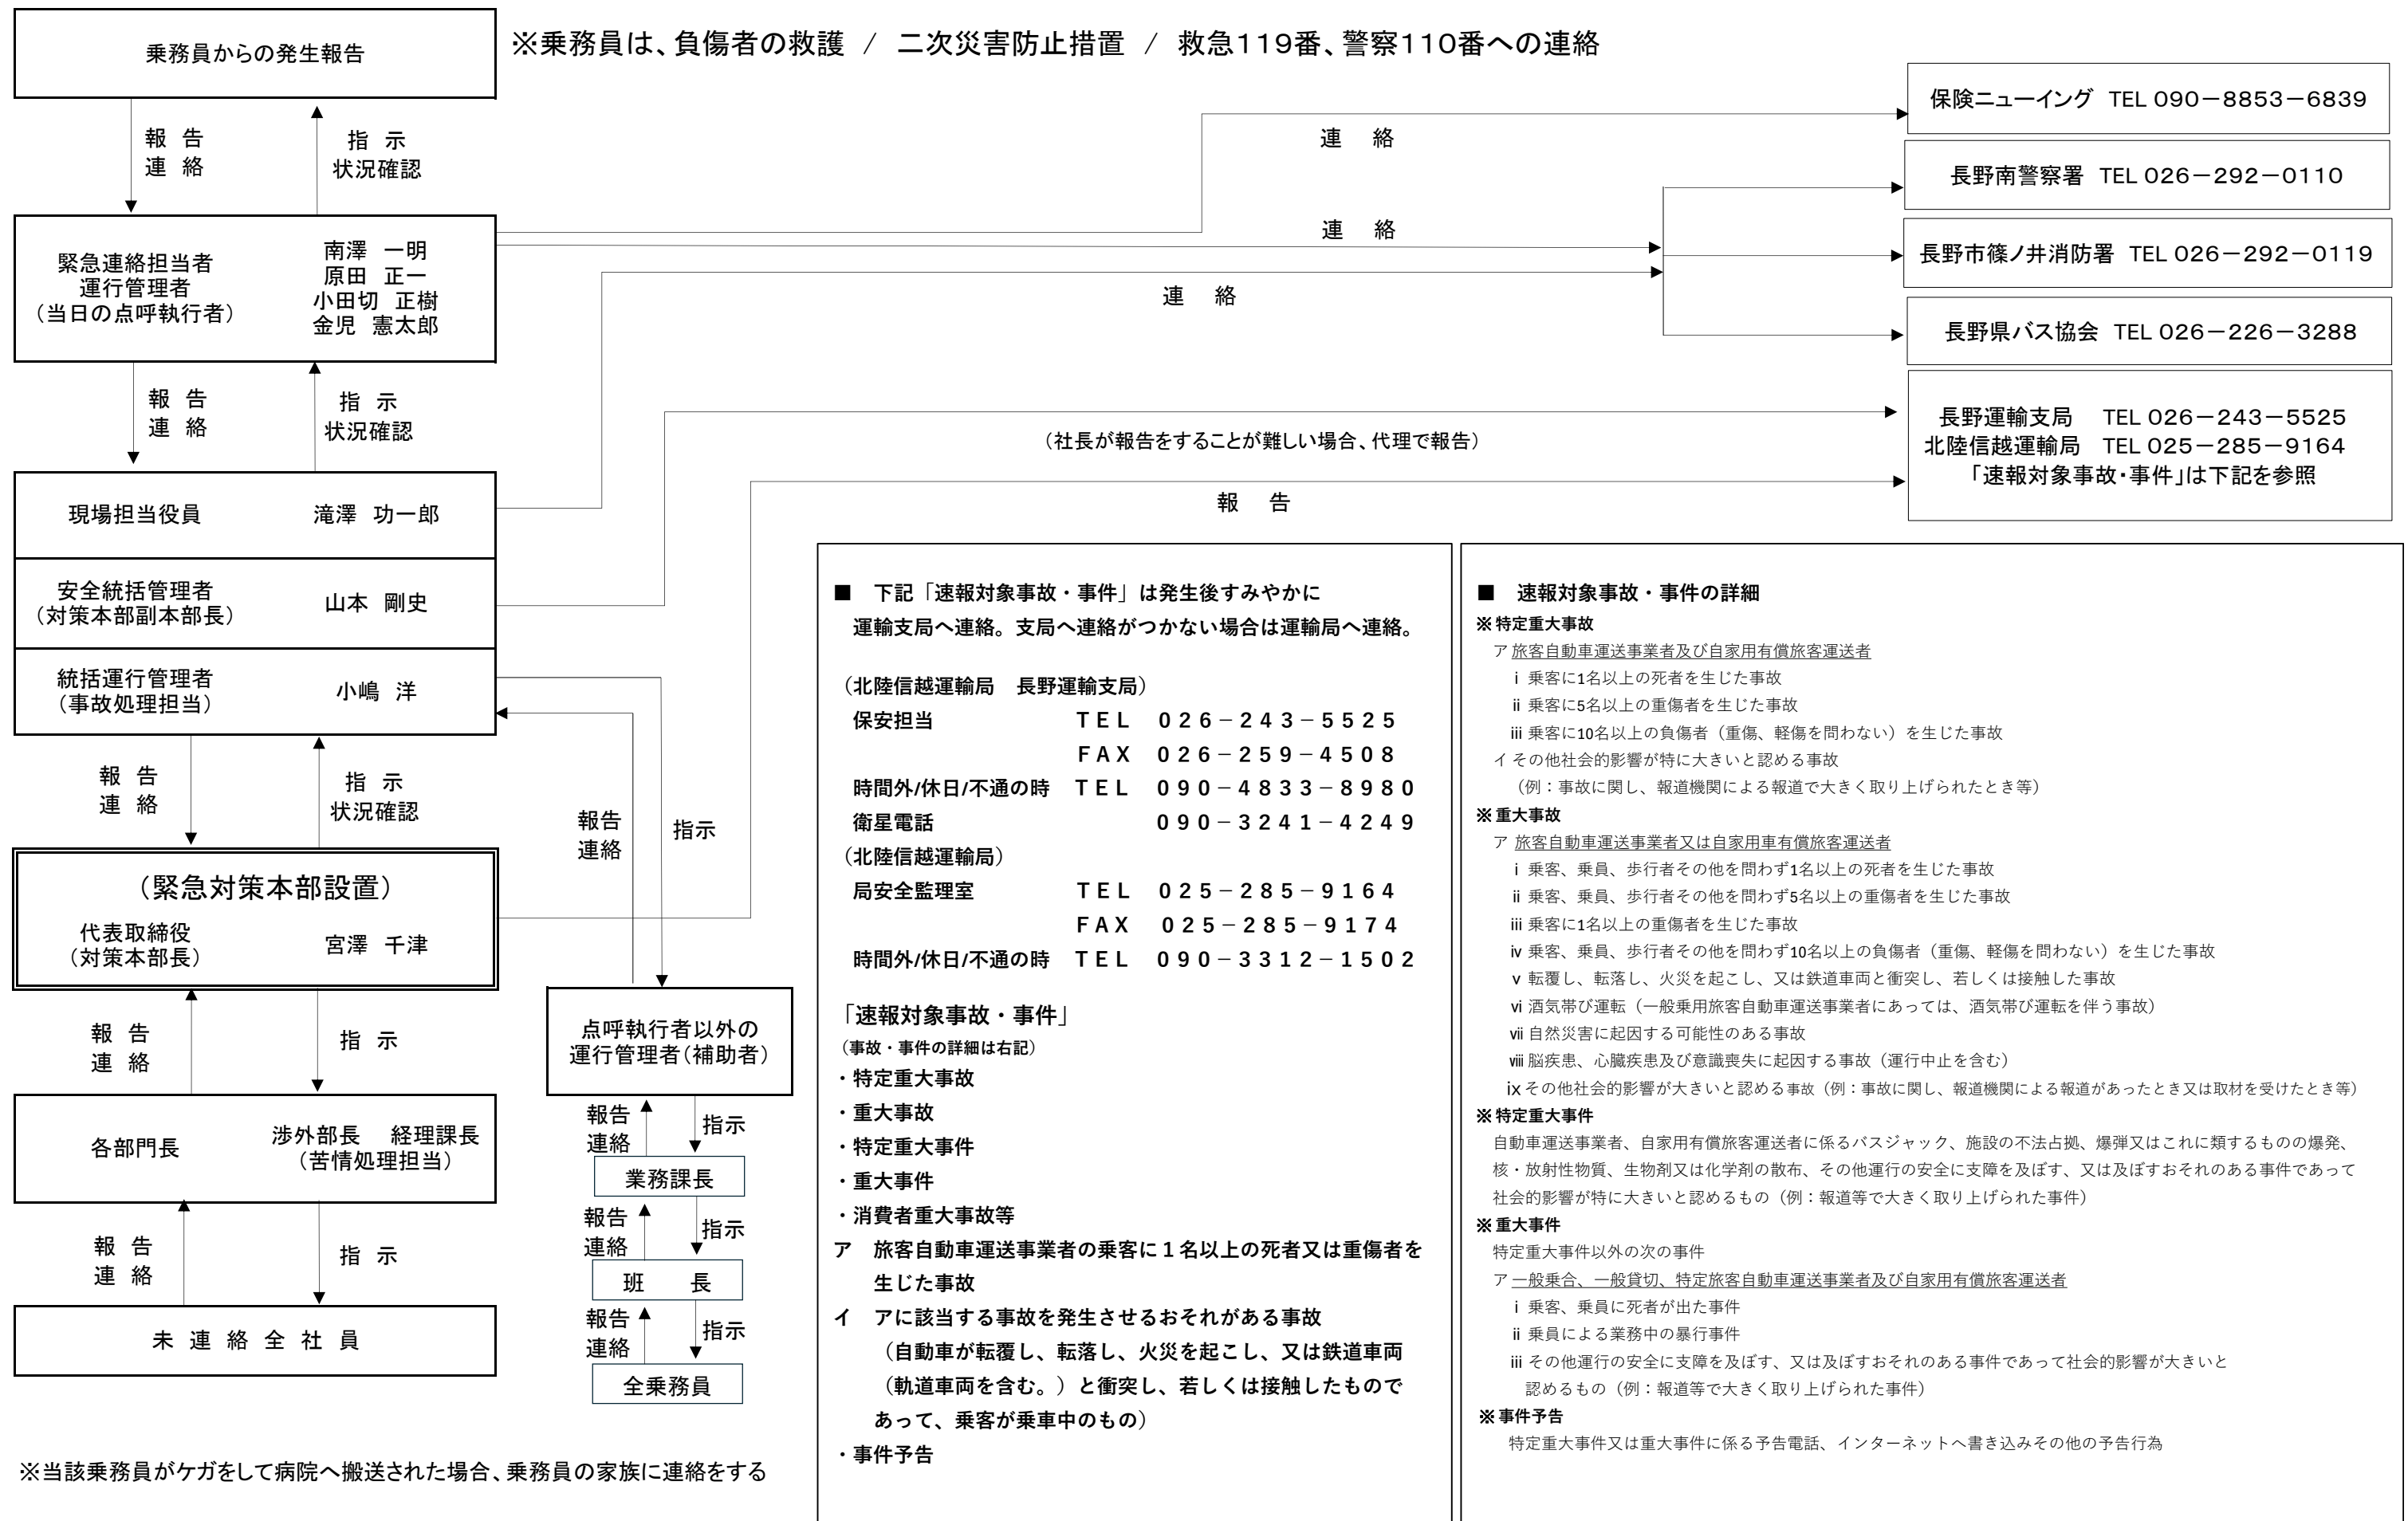 乗務員からの発生報告
※乗務員は、負傷者の救護 / 二次災害防止措置 / 救急119番、警察110番への連絡
報 告
連 絡
指 示
状況確認
緊急連絡担当者
運行管理者
(当日の点呼執行者)
南澤 一明
原田 正一
小田切 正樹
金児 憲太郎
報 告
連 絡
指 示
状況確認
現場担当役員 滝澤 功一郎
安全統括管理者
(対策本部副本部長)
山本 剛史
統括運行管理者
(事故処理担当)
小嶋 洋
報 告
連 絡
指 示
状況確認
(緊急対策本部設置)
代表取締役
(対策本部長)
宮澤 千津
報 告
連 絡
指 示
各部門長
渉外部長 経理課長
(苦情処理担当)
報 告
連 絡
指 示
未 連 絡 全 社 員
※当該乗務員がケガをして病院へ搬送された場合、乗務員の家族に連絡をする
報告
連絡
指示
点呼執行者以外の
運行管理者(補助者)
報告
連絡
指示
業務課長
報告
連絡
指示
班 長
報告
連絡
指示
全乗務員
連 絡
連 絡
連 絡
(社長が報告をすることが難しい場合、代理で報告)
報 告
保険ニューイング TEL 090-8853-6839
長野南警察署 TEL 026-292-0110
長野市篠ノ井消防署 TEL 026-292-0119
長野県バス協会 TEL 026-226-3288
長野運輸支局 TEL 026-243-5525
北陸信越運輸局 TEL 025-285-9164
「速報対象事故・事件」は下記を参照
■ 下記「速報対象事故・事件」は発生後すみやかに
運輸支局へ連絡。支局へ連絡がつかない場合は運輸局へ連絡。
(北陸信越運輸局 長野運輸支局)
保安担当 TEL 026-243-5525
FAX 026-259-4508
時間外/休日/不通の時 TEL 090-4833-8980
衛星電話 090-3241-4249
(北陸信越運輸局)
局安全監理室 TEL 025-285-9164
FAX 025-285-9174
時間外/休日/不通の時 TEL 090-3312-1502
「速報対象事故・事件」
(事故・事件の詳細は右記)
・特定重大事故
・重大事故
・特定重大事件
・重大事件
・消費者重大事故等
ア 旅客自動車運送事業者の乗客に1名以上の死者又は重傷者を
生じた事故
イ アに該当する事故を発生させるおそれがある事故
(自動車が転覆し、転落し、火災を起こし、又は鉄道車両
(軌道車両を含む。)と衝突し、若しくは接触したもので
あって、乗客が乗車中のもの)
・事件予告
■ 速報対象事故・事件の詳細
※特定重大事故
ア 旅客自動車運送事業者及び自家用有償旅客運送者
ⅰ 乗客に1名以上の死者を生じた事故
ⅱ 乗客に5名以上の重傷者を生じた事故
ⅲ 乗客に10名以上の負傷者(重傷、軽傷を問わない)を生じた事故
イ その他社会的影響が特に大きいと認める事故
(例:事故に関し、報道機関による報道で大きく取り上げられたとき等)
※重大事故
ア 旅客自動車運送事業者又は自家用車有償旅客運送者
ⅰ 乗客、乗員、歩行者その他を問わず1名以上の死者を生じた事故
ⅱ 乗客、乗員、歩行者その他を問わず5名以上の重傷者を生じた事故
ⅲ 乗客に1名以上の重傷者を生じた事故
ⅳ 乗客、乗員、歩行者その他を問わず10名以上の負傷者(重傷、軽傷を問わない)を生じた事故
ⅴ 転覆し、転落し、火災を起こし、又は鉄道車両と衝突し、若しくは接触した事故
ⅵ 酒気帯び運転(一般乗用旅客自動車運送事業者にあっては、酒気帯び運転を伴う事故)
ⅶ 自然災害に起因する可能性のある事故
ⅷ 脳疾患、心臓疾患及び意識喪失に起因する事故(運行中止を含む)
ⅸ その他社会的影響が大きいと認める事故(例:事故に関し、報道機関による報道があったとき又は取材を受けたとき等)
※特定重大事件
自動車運送事業者、自家用有償旅客運送者に係るバスジャック、施設の不法占拠、爆弾又はこれに類するものの爆発、
核・放射性物質、生物剤又は化学剤の散布、その他運行の安全に支障を及ぼす、又は及ぼすおそれのある事件であって
社会的影響が特に大きいと認めるもの(例:報道等で大きく取り上げられた事件)
※重大事件
特定重大事件以外の次の事件
ア 一般乗合、一般貸切、特定旅客自動車運送事業者及び自家用有償旅客運送者
ⅰ 乗客、乗員に死者が出た事件
ⅱ 乗員による業務中の暴行事件
ⅲ その他運行の安全に支障を及ぼす、又は及ぼすおそれのある事件であって社会的影響が大きいと
認めるもの(例:報道等で大きく取り上げられた事件)
※事件予告
特定重大事件又は重大事件に係る予告電話、インターネットへ書き込みその他の予告行為